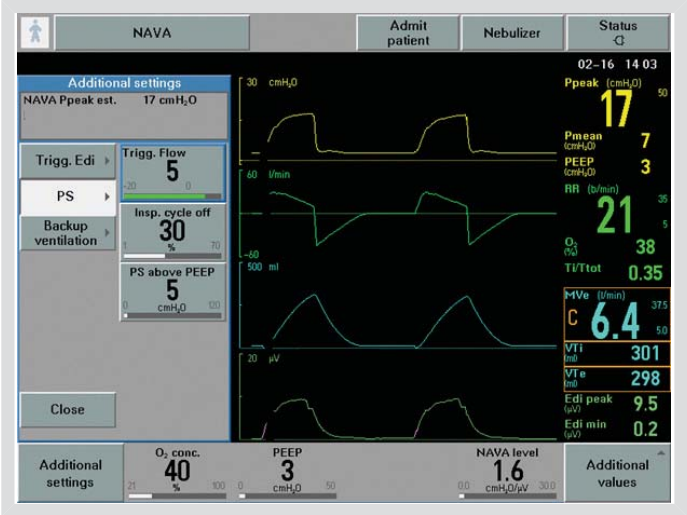 NAVA
Admit
patient
Nebulizer
Status
02-16 14 03
Additional settings
NAVA Ppeak est. 17 cmH₂O
Trigg. Edi
Trigg. Flow
5
-20 0
PS
Insp. cycle off
30
1 % 70
Backup
ventilation
PS above PEEP
5
0 cmH₂O 120
Close
30 cmH₂O
60 l/min
-60
500 ml
20 µV
Ppeak (cmH₂O)
17
50
Pmean
(cmH₂O)
7
PEEP
(cmH₂O)
3
RR (b/min)
21
35
5
O₂
(%)
38
Ti/Ttot
0.35
MVe (l/min)
C 6.4
37.5
5.0
VTi
(ml)
301
VTe
(ml)
298
Edi peak
(µV)
9.5
Edi min
(µV)
0.2
Additional
settings
O₂ conc.
40
21 % 100
PEEP
3
0 cmH₂O 50
NAVA level
1.6
0.0 cmH₂O/µV 30.0
Additional
values